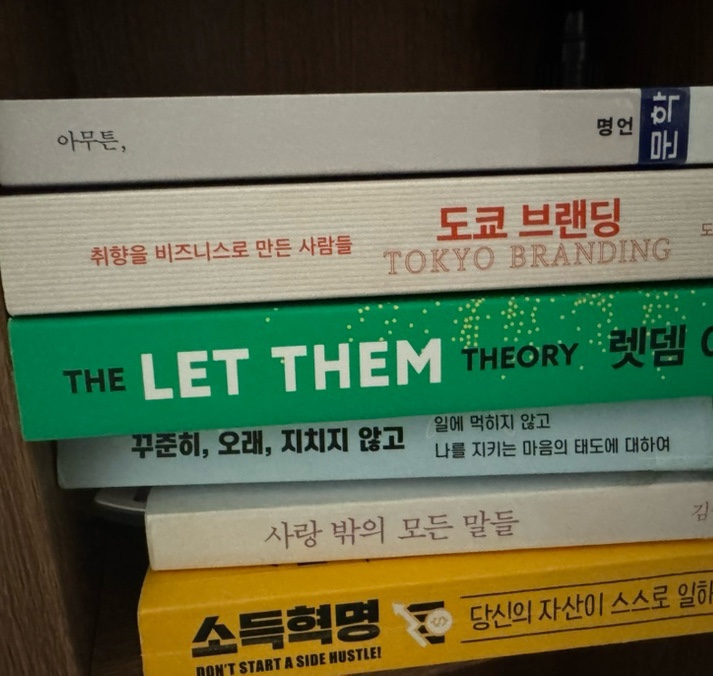 아무튼, 명언 문학
취향을 비즈니스로 만든 사람들 도쿄 브랜딩 도
TOKYO BRANDING
THE LET THEM THEORY 렛뎀
꾸준히, 오래, 지치지 않고
일에 먹히지 않고
나를 지키는 마음의 태도에 대하여
사랑 밖의 모든 말들 김
소득혁명 당신의 자산이 스스로 일하
DON'T START A SIDE HUSTLE!